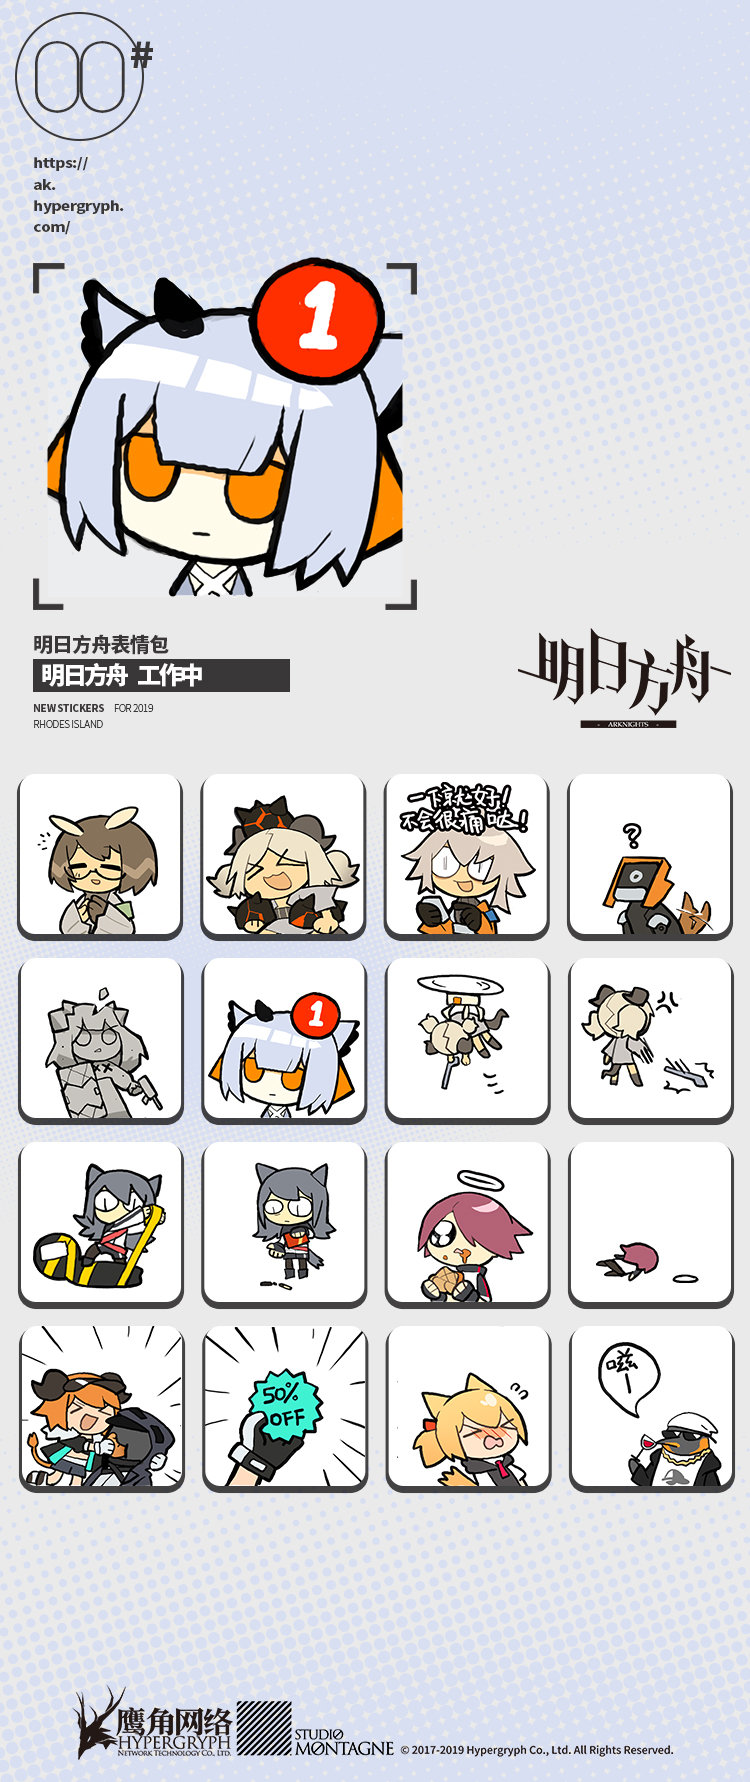 00#
https://
ak.
hypergryph.
com/
1
明日方舟表情包
明日方舟 工作中
NEW STICKERS FOR 2019
RHODES ISLAND
明日方舟
- ARKNIGHTS -
一下就好!
不会很痛哒!
?
1
50%
OFF
嗞
一
鹰角网络
HYPERGRYPH
NETWORK TECHNOLOGY CO., LTD.
STUDIO
MØNTAGNE
© 2017-2019 Hypergryph Co., Ltd. All Rights Reserved.